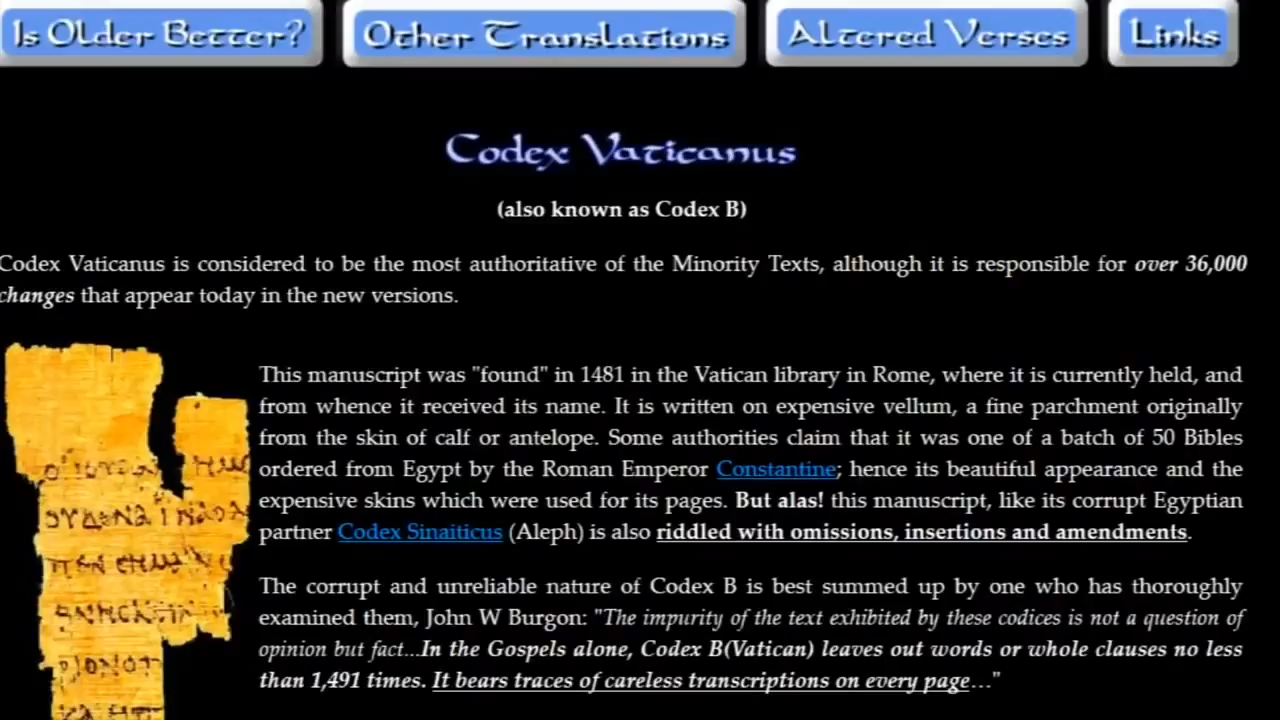 Is Older Better?
Other Translations
Altered Verses
Links
Codex Vaticanus
(also known as Codex B)
Codex Vaticanus is considered to be the most authoritative of the Minority Texts, although it is responsible for over 36,000
changes that appear today in the new versions.
This manuscript was "found" in 1481 in the Vatican library in Rome, where it is currently held, and
from whence it received its name. It is written on expensive vellum, a fine parchment originally
from the skin of calf or antelope. Some authorities claim that it was one of a batch of 50 Bibles
ordered from Egypt by the Roman Emperor Constantine; hence its beautiful appearance and the
expensive skins which were used for its pages. But alas! this manuscript, like its corrupt Egyptian
partner Codex Sinaiticus (Aleph) is also riddled with omissions, insertions and amendments.
The corrupt and unreliable nature of Codex B is best summed up by one who has thoroughly
examined them, John W Burgon: "The impurity of the text exhibited by these codices is not a question of
opinion but fact...In the Gospels alone, Codex B(Vatican) leaves out words or whole clauses no less
than 1,491 times. It bears traces of careless transcriptions on every page..."